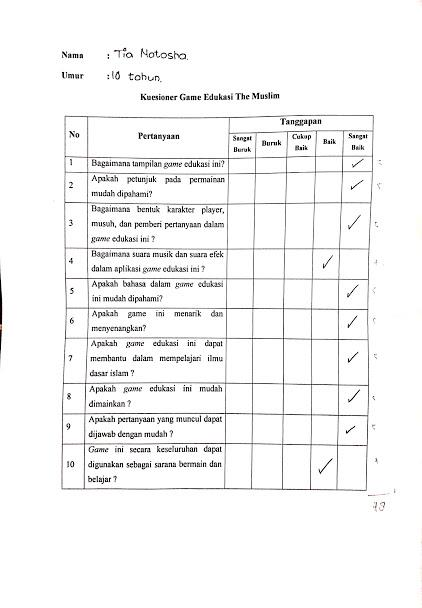 Nama : Tia Natasha.
Umur : 10 tahun.
Kuesioner Game Edukasi The Muslim
No Pertanyaan Tanggapan
Sangat Buruk Buruk Cukup Baik Baik Sangat Baik
1 Bagaimana tampilan game edukasi ini? ✓ 5
2 Apakah petunjuk pada permainan
mudah dipahami? ✓ 5
3 Bagaimana bentuk karakter player,
musuh, dan pemberi pertanyaan dalam
game edukasi ini ? ✓ 5
4 Bagaimana suara musik dan suara efek
dalam aplikasi game edukasi ini ? ✓ 4
5 Apakah bahasa dalam game edukasi
ini mudah dipahami? ✓ 5
6 Apakah game ini menarik dan
menyenangkan? ✓ 5
7 Apakah game edukasi ini dapat
membantu dalam mempelajari ilmu
dasar islam ? ✓ 5
8 Apakah game edukasi ini mudah
dimainkan ? ✓ 5
9 Apakah pertanyaan yang muncul dapat
dijawab dengan mudah ? ✓ 5
10 Game ini secara keseluruhan dapat
digunakan sebagai sarana bermain dan
belajar ? ✓ 4
48